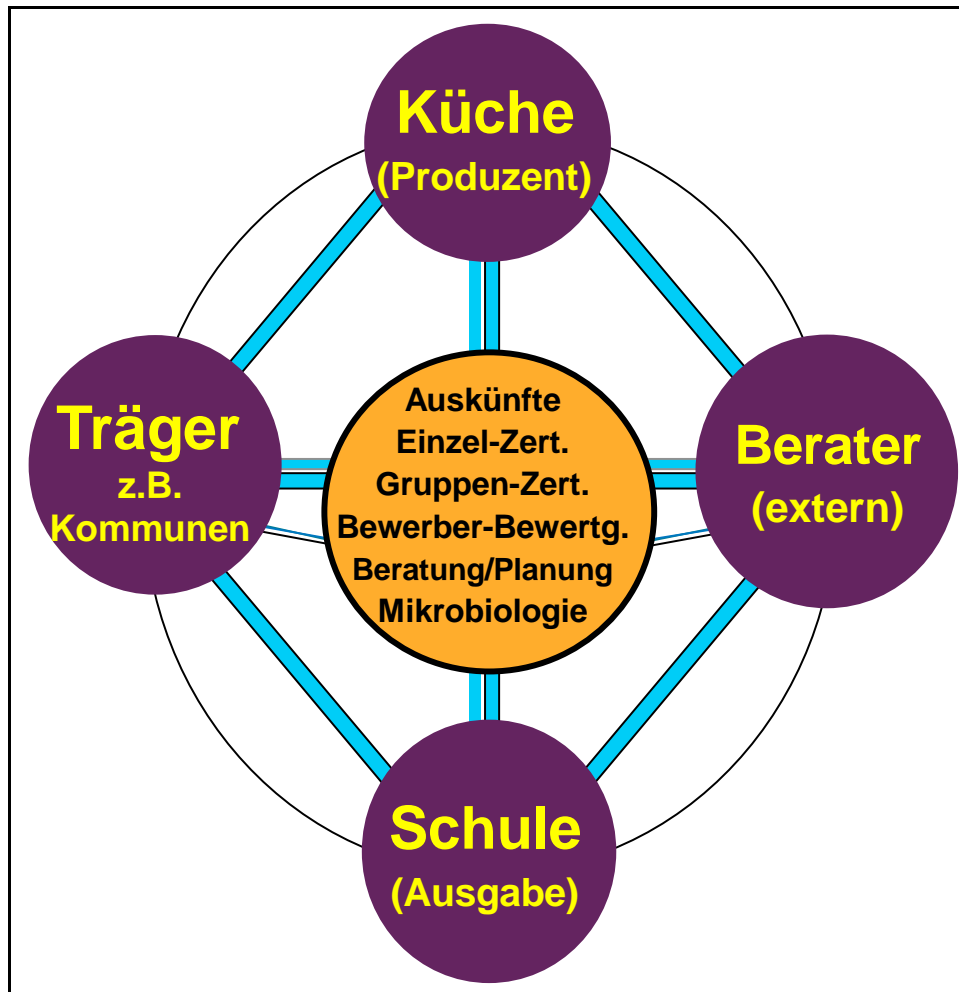 Küche
(Produzent)
Träger
z.B.
Kommunen
Auskünfte
Einzel-Zert.
Gruppen-Zert.
Bewerber-Bewertg.
Beratung/Planung
Mikrobiologie
Berater
(extern)
Schule
(Ausgabe)